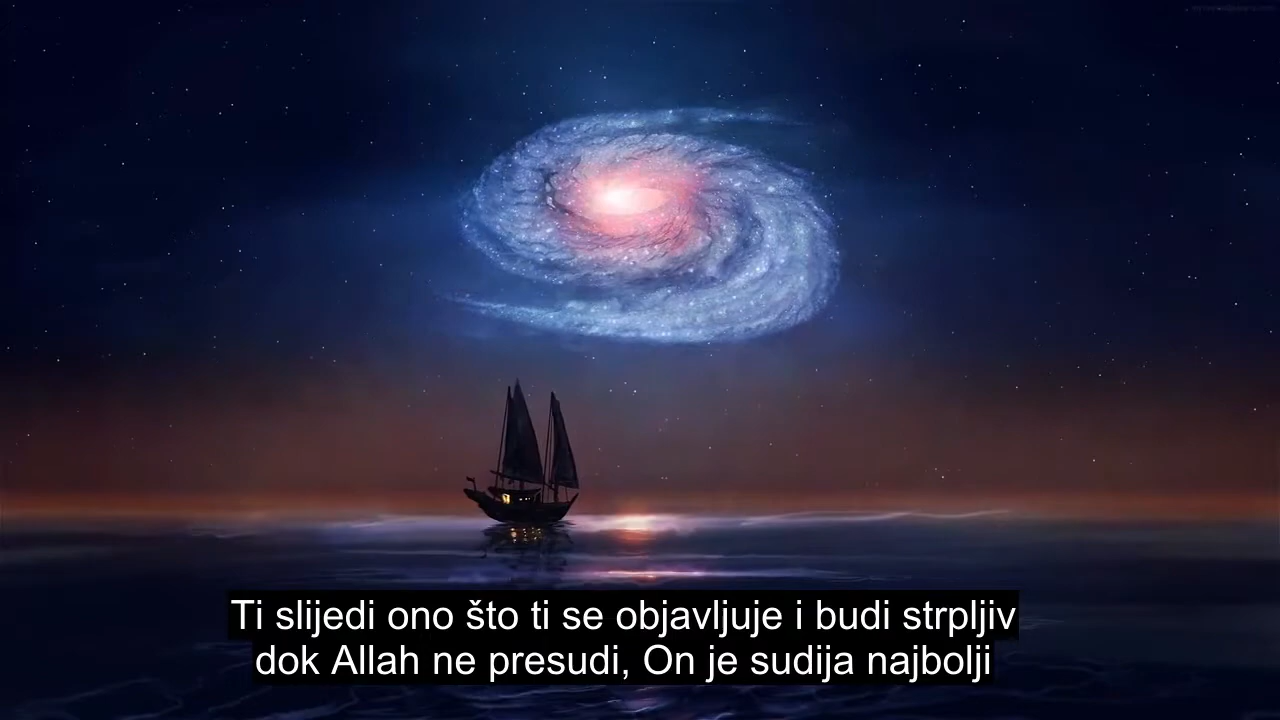 Ti slijedi ono što ti se objavljuje i budi strpljiv
dok Allah ne presudi, On je sudija najbolji